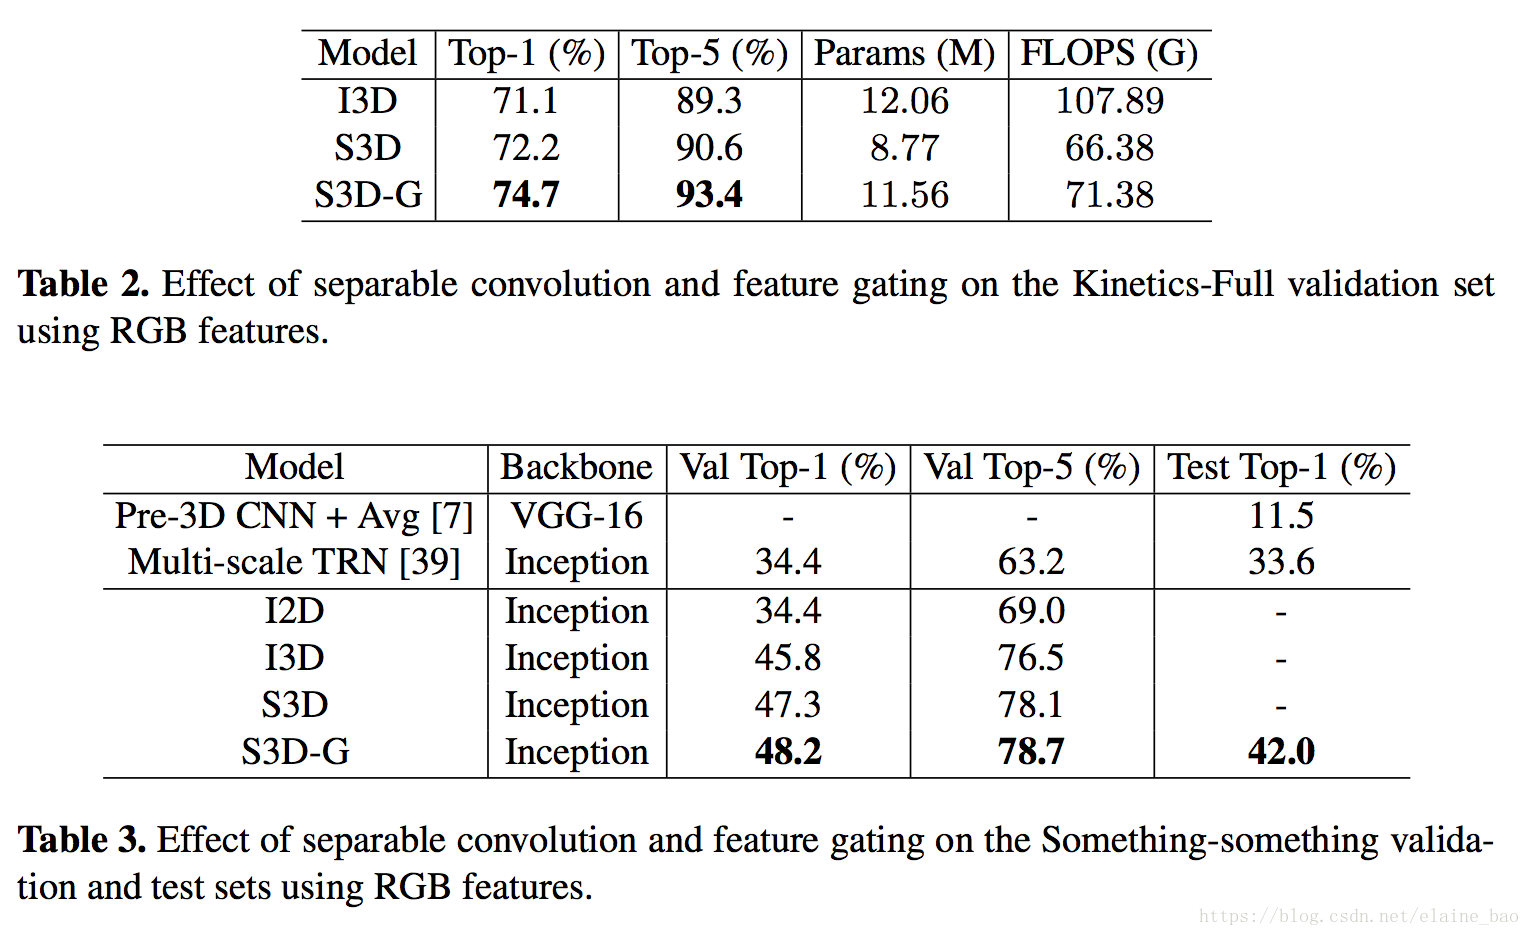 Model Top-1 (%) Top-5 (%) Params (M) FLOPS (G)
I3D 71.1 89.3 12.06 107.89
S3D 72.2 90.6 8.77 66.38
S3D-G 74.7 93.4 11.56 71.38
Table 2. Effect of separable convolution and feature gating on the Kinetics-Full validation set
using RGB features.
Model Backbone Val Top-1 (%) Val Top-5 (%) Test Top-1 (%)
Pre-3D CNN + Avg [7] VGG-16 - - 11.5
Multi-scale TRN [39] Inception 34.4 63.2 33.6
I2D Inception 34.4 69.0 -
I3D Inception 45.8 76.5 -
S3D Inception 47.3 78.1 -
S3D-G Inception 48.2 78.7 42.0
Table 3. Effect of separable convolution and feature gating on the Something-something valida-
tion and test sets using RGB features.
https://blog.csdn.net/elaine_bao